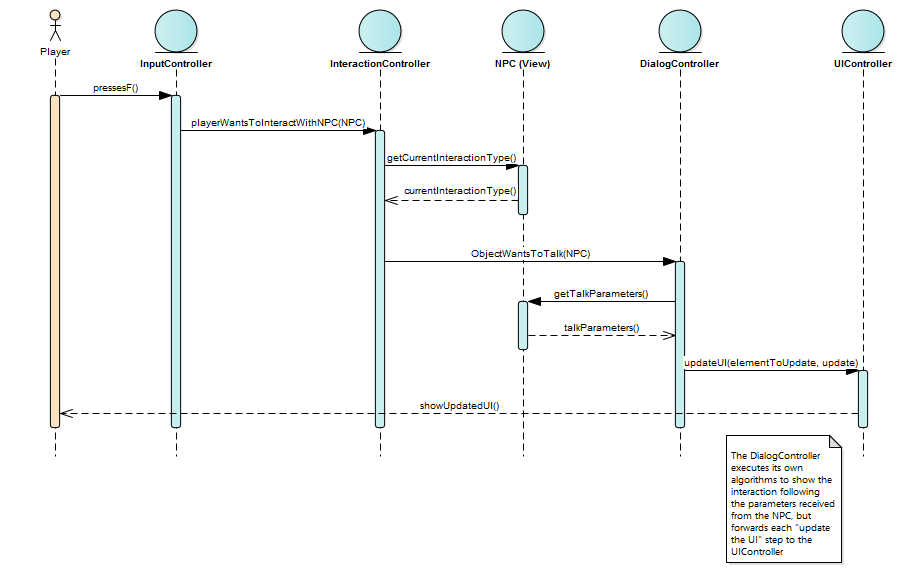 Player
InputController
InteractionController
NPC (View)
DialogController
UIController
pressesF()
playerWantsToInteractWithNPC(NPC)
getCurrentInteractionType()
currentInteractionType()
ObjectWantsToTalk(NPC)
getTalkParameters()
talkParameters()
updateUI(elementToUpdate, update)
showUpdatedUI()
The DialogController
executes its own
algorithms to show the
interaction following
the parameters received
from the NPC, but
forwards each "update
the UI" step to the
UIController